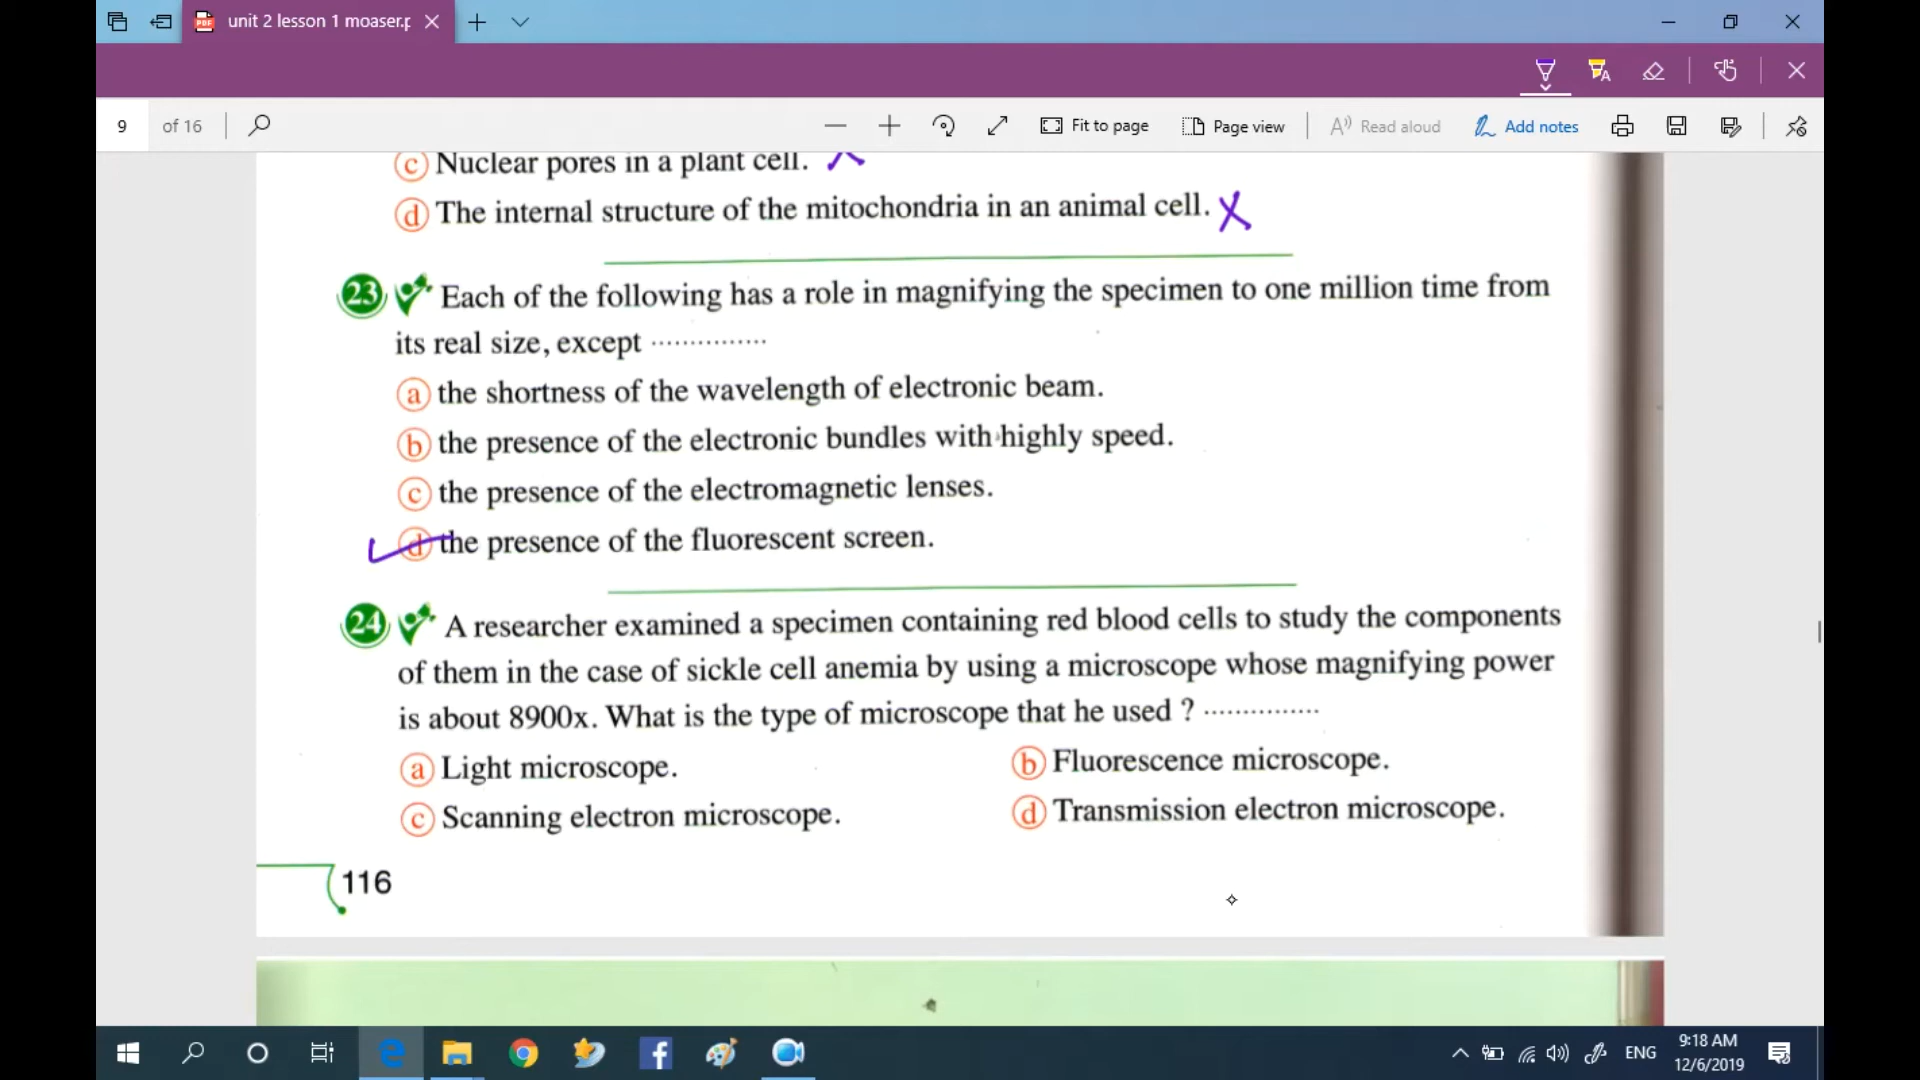 unit 2 lesson 1 moaser.p
9 of 16
Fit to page
Page view
Read aloud
Add notes
c Nuclear pores in a plant cell.
d The internal structure of the mitochondria in an animal cell.
23 Each of the following has a role in magnifying the specimen to one million time from
its real size, except ...............
a the shortness of the wavelength of electronic beam.
b the presence of the electronic bundles with highly speed.
c the presence of the electromagnetic lenses.
d the presence of the fluorescent screen.
24 A researcher examined a specimen containing red blood cells to study the components
of them in the case of sickle cell anemia by using a microscope whose magnifying power
is about 8900x. What is the type of microscope that he used ? ...............
a Light microscope.
b Fluorescence microscope.
c Scanning electron microscope.
d Transmission electron microscope.
116
ENG
9:18 AM
12/6/2019